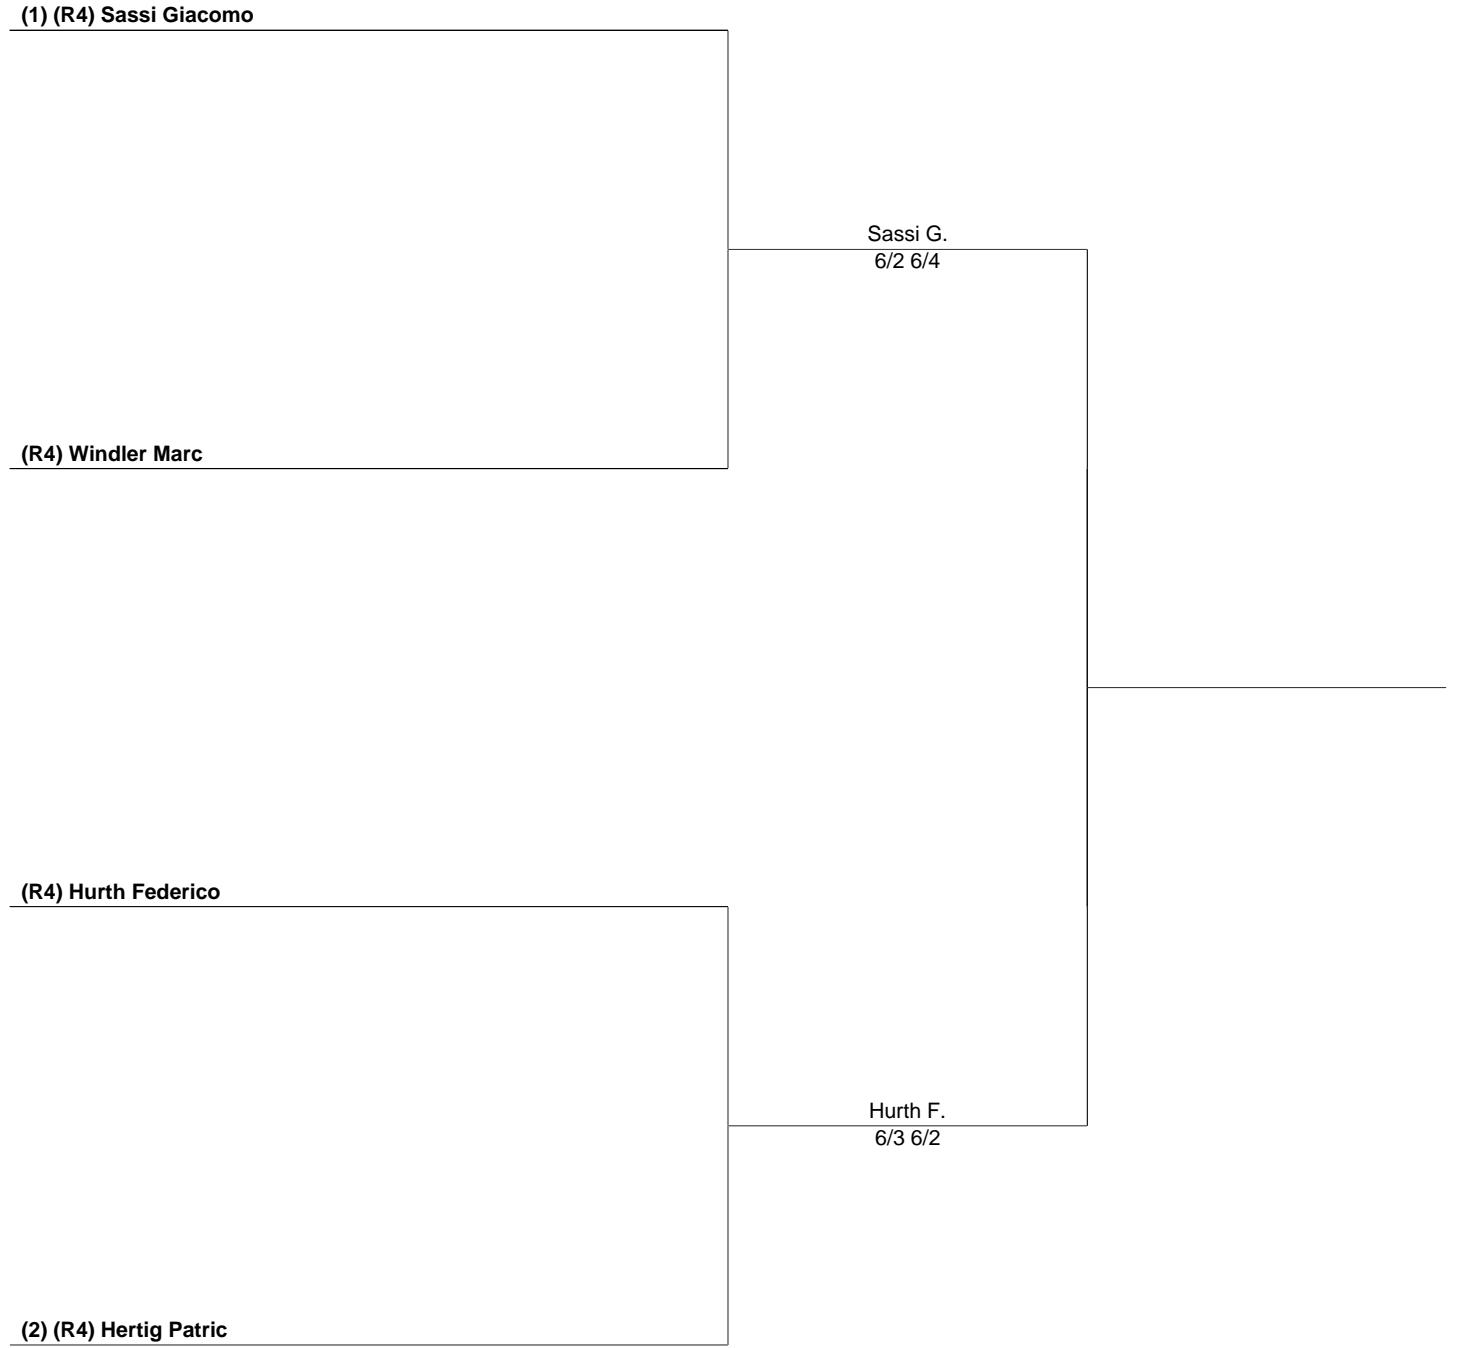 (1) (R4) Sassi Giacomo
Sassi G.
6/2 6/4
(R4) Windler Marc
(R4) Hurth Federico
Hurth F.
6/3 6/2
(2) (R4) Hertig Patric